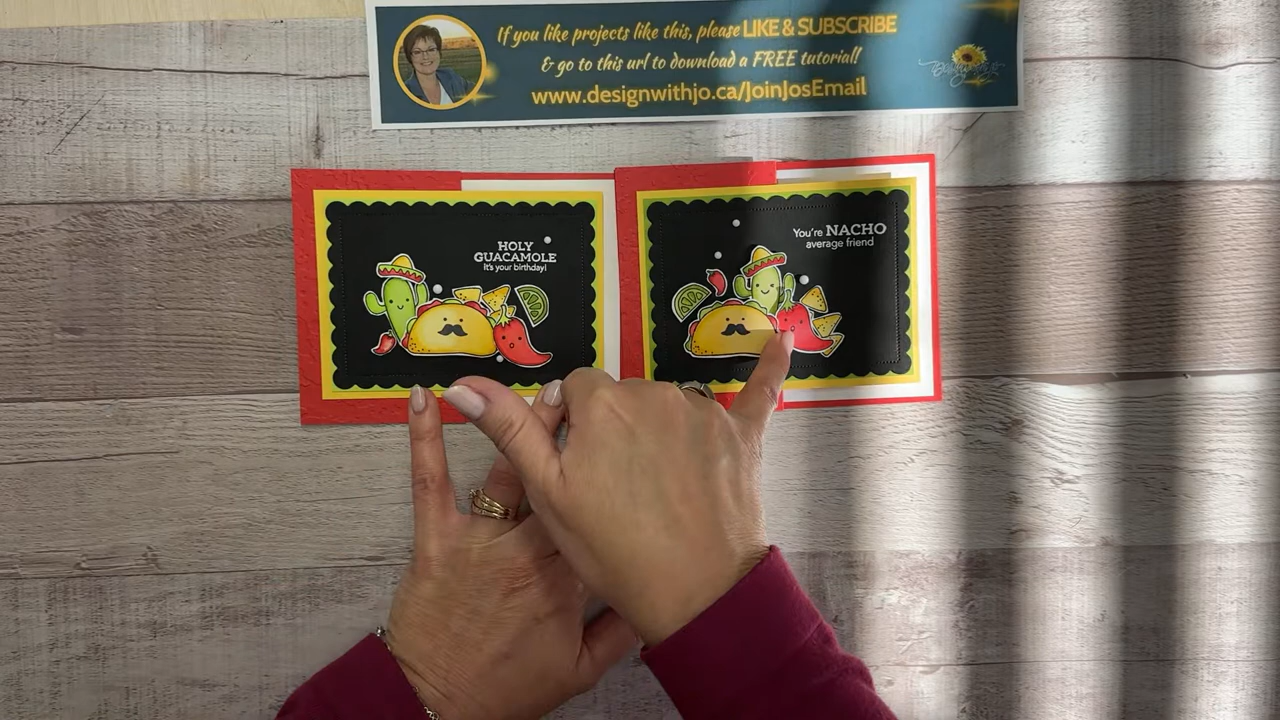 If you like projects like this, please LIKE & SUBSCRIBE
& go to this url to download a FREE tutorial!
www.designwithjo.ca/JoinJosEmail
HOLY
GUACAMOLE
it's your birthday!
You're NACHO
average friend